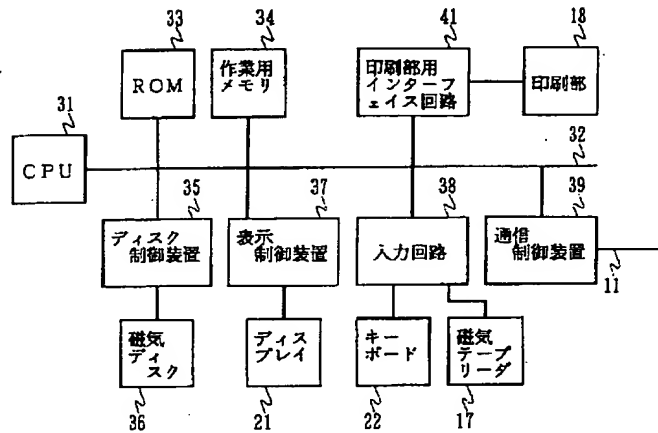 33
34
41
18
ROM
作業用
メモリ
印刷部用
インターフ
ェイス回路
印刷部
31
CPU
32
35
37
38
39
ディスク
制御装置
表示
制御装置
入力回路
通信
制御装置
11
磁気
ディ
スク
ディス
プレイ
キー
ボード
磁気
テープ
リーダ
36
21
22
17